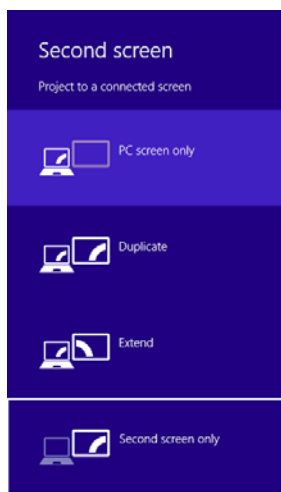 Second screen
Project to a connected screen
PC screen only
Duplicate
Extend
Second screen only